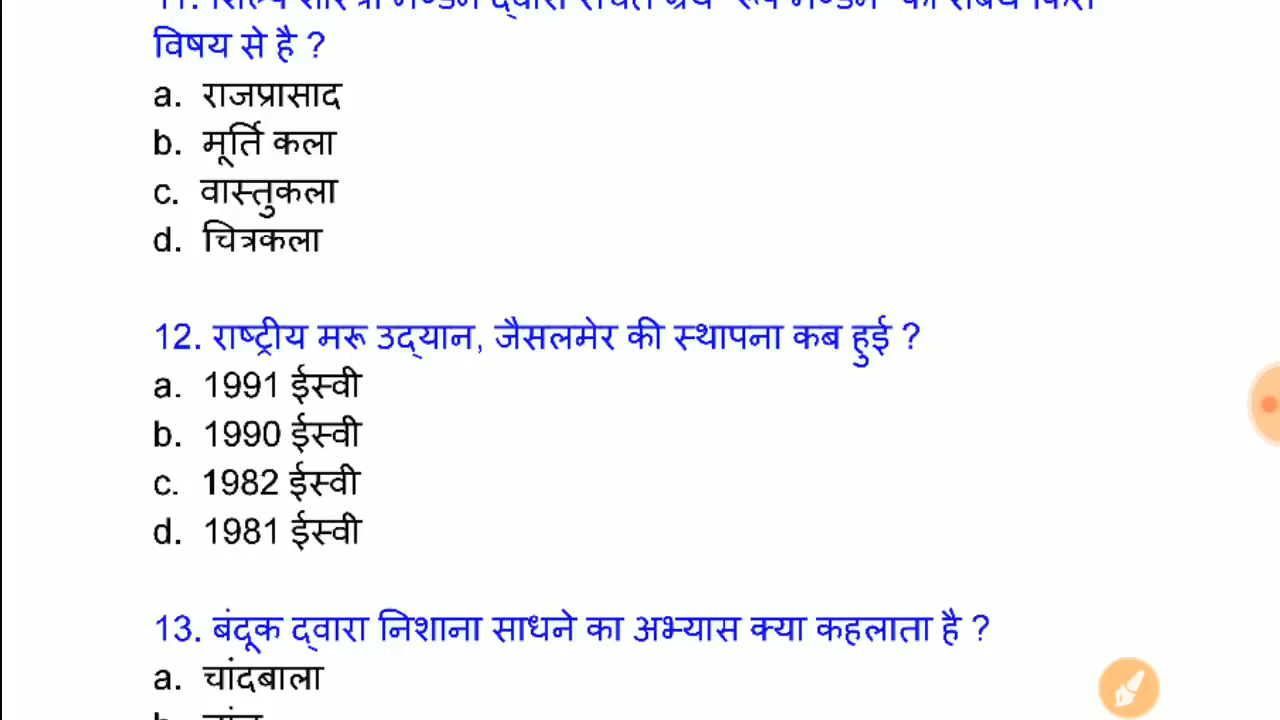 विषय से है ?
a. राजप्रासाद
b. मूर्ति कला
c. वास्तुकला
d. चित्रकला
12. राष्ट्रीय मरू उद्यान, जैसलमेर की स्थापना कब हुई ?
a. 1991 ईस्वी
b. 1990 ईस्वी
c. 1982 ईस्वी
d. 1981 ईस्वी
13. बंदूक द्वारा निशाना साधने का अभ्यास क्या कहलाता है ?
a. चांदबाला